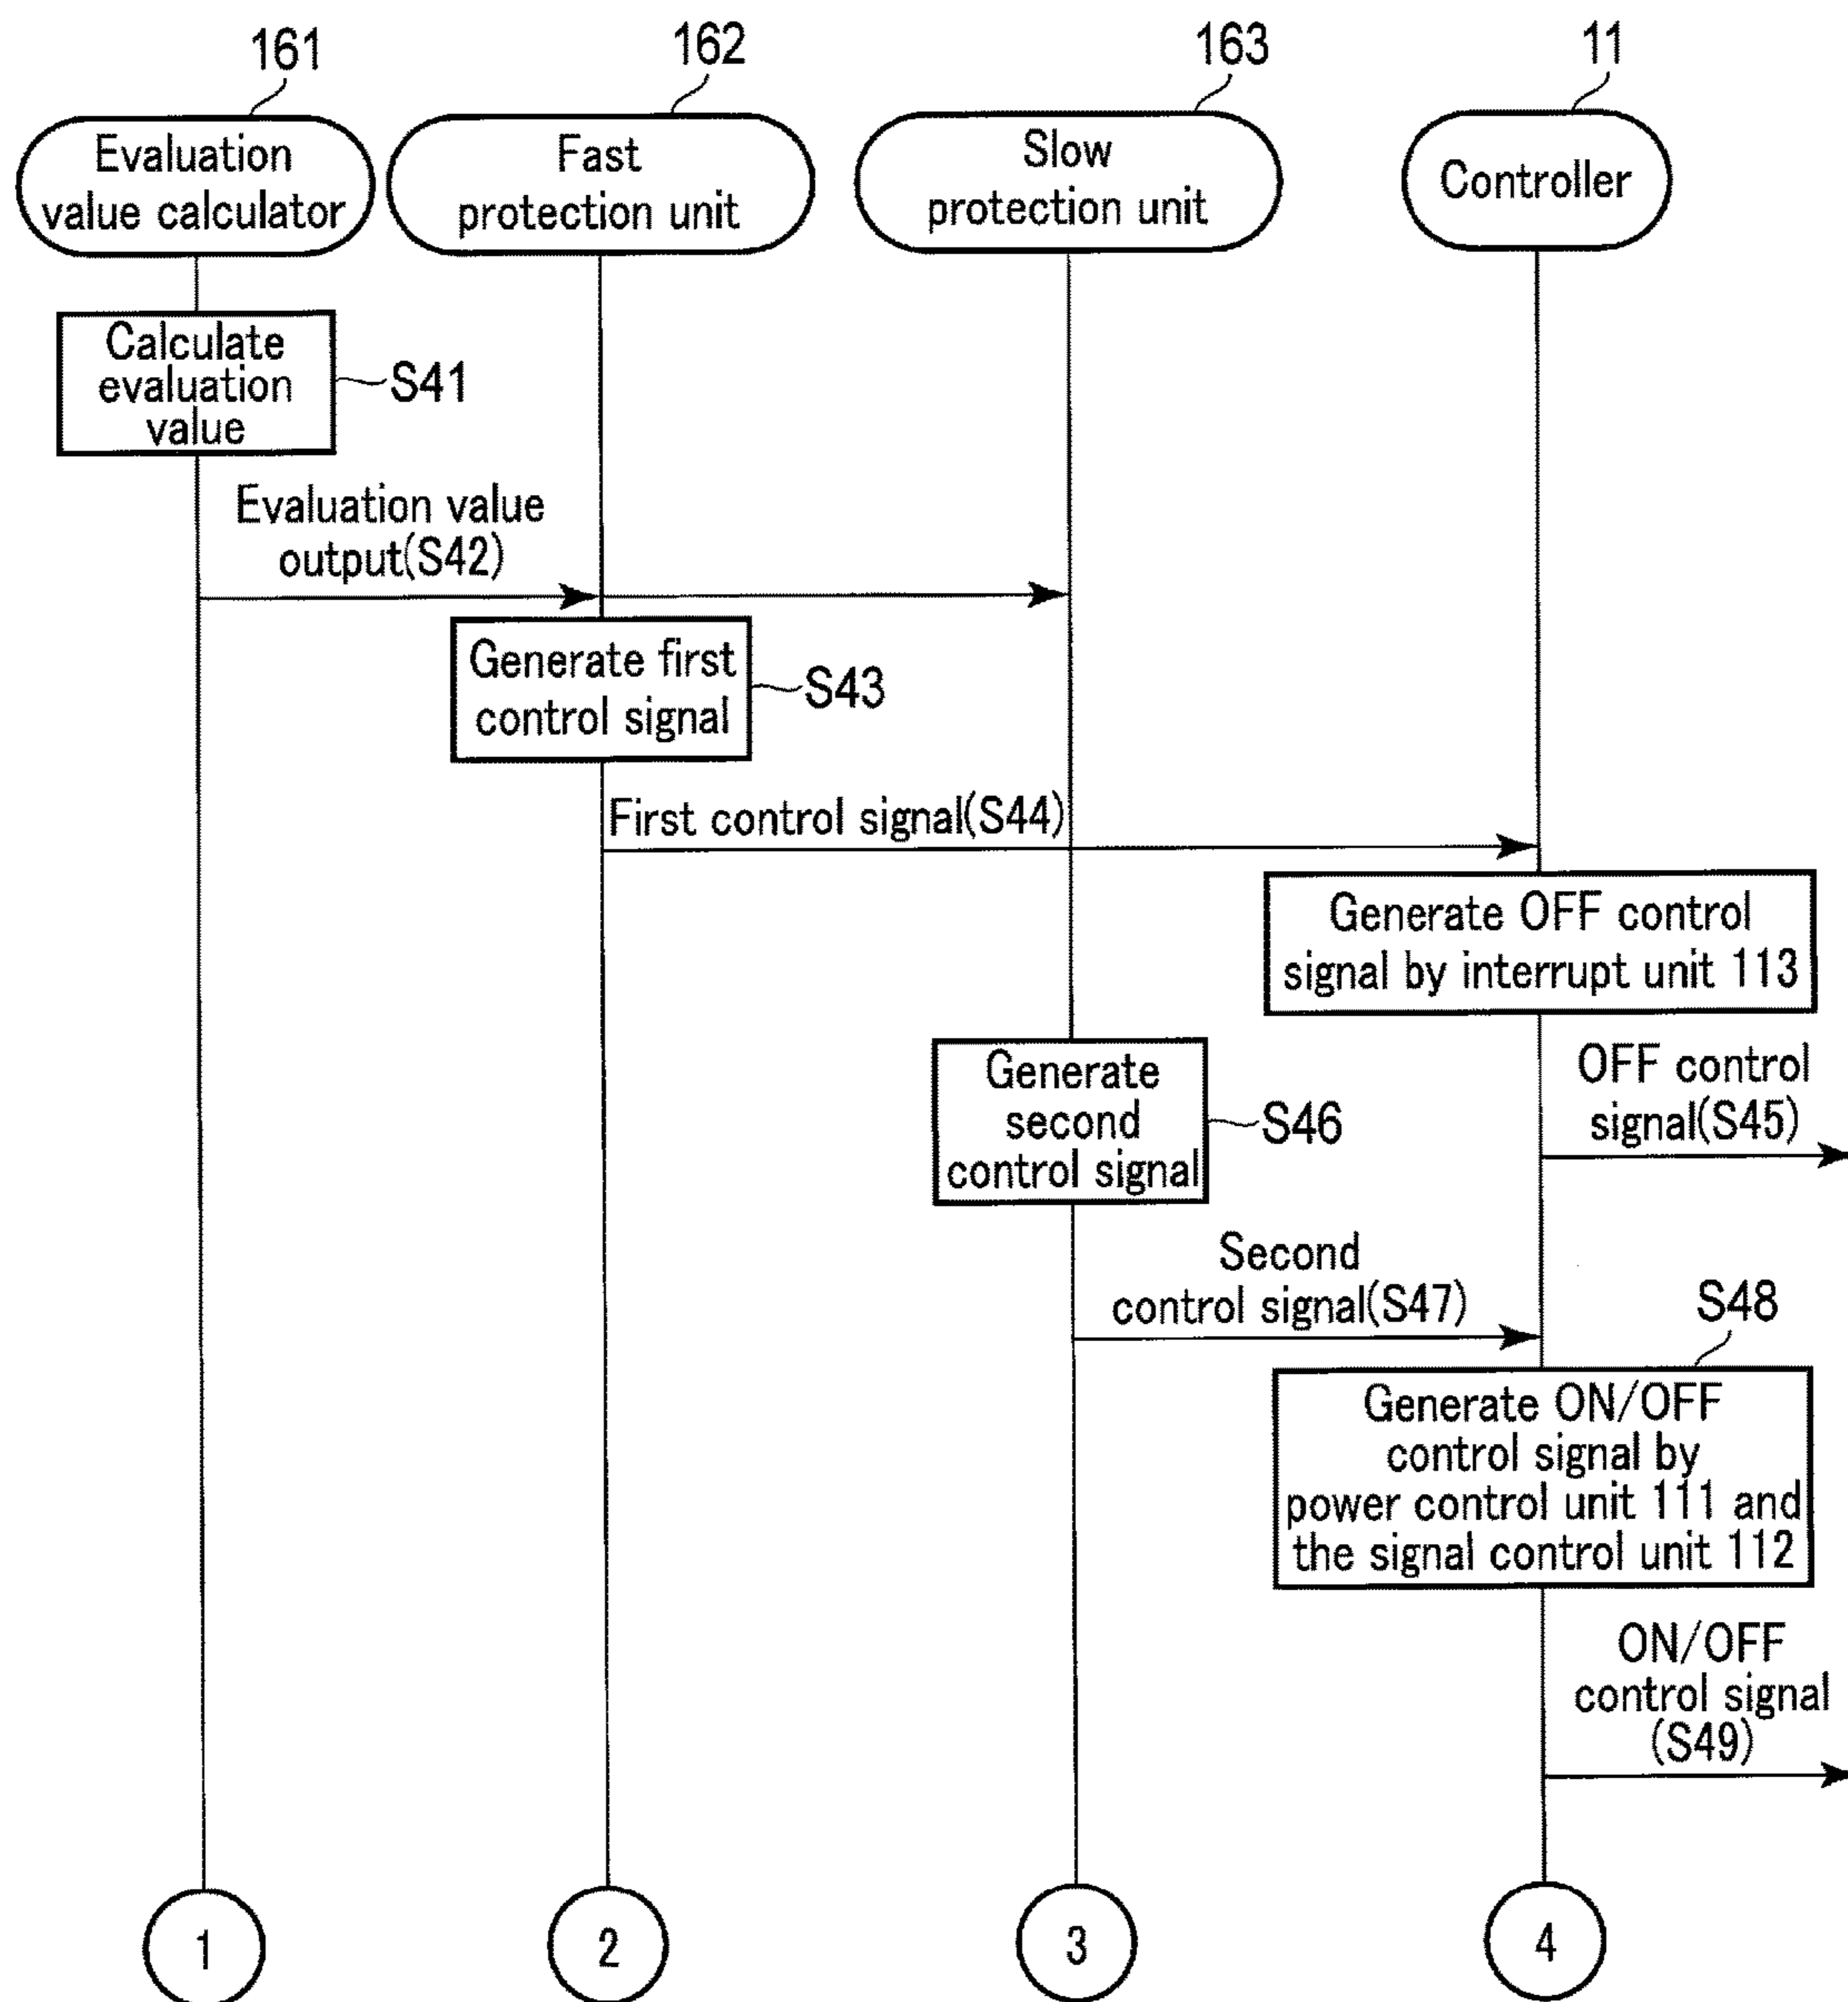 161
162
163
11
Evaluation
value calculator
Fast
protection unit
Slow
protection unit
Controller
Calculate
evaluation
value
S41
Evaluation value
output(S42)
Generate first
control signal
S43
First control signal(S44)
Generate OFF control
signal by interrupt unit 113
OFF control
signal(S45)
Generate
second
control signal
S46
Second
control signal(S47)
S48
Generate ON/OFF
control signal by
power control unit 111 and
the signal control unit 112
ON/OFF
control signal
(S49)
1
2
3
4